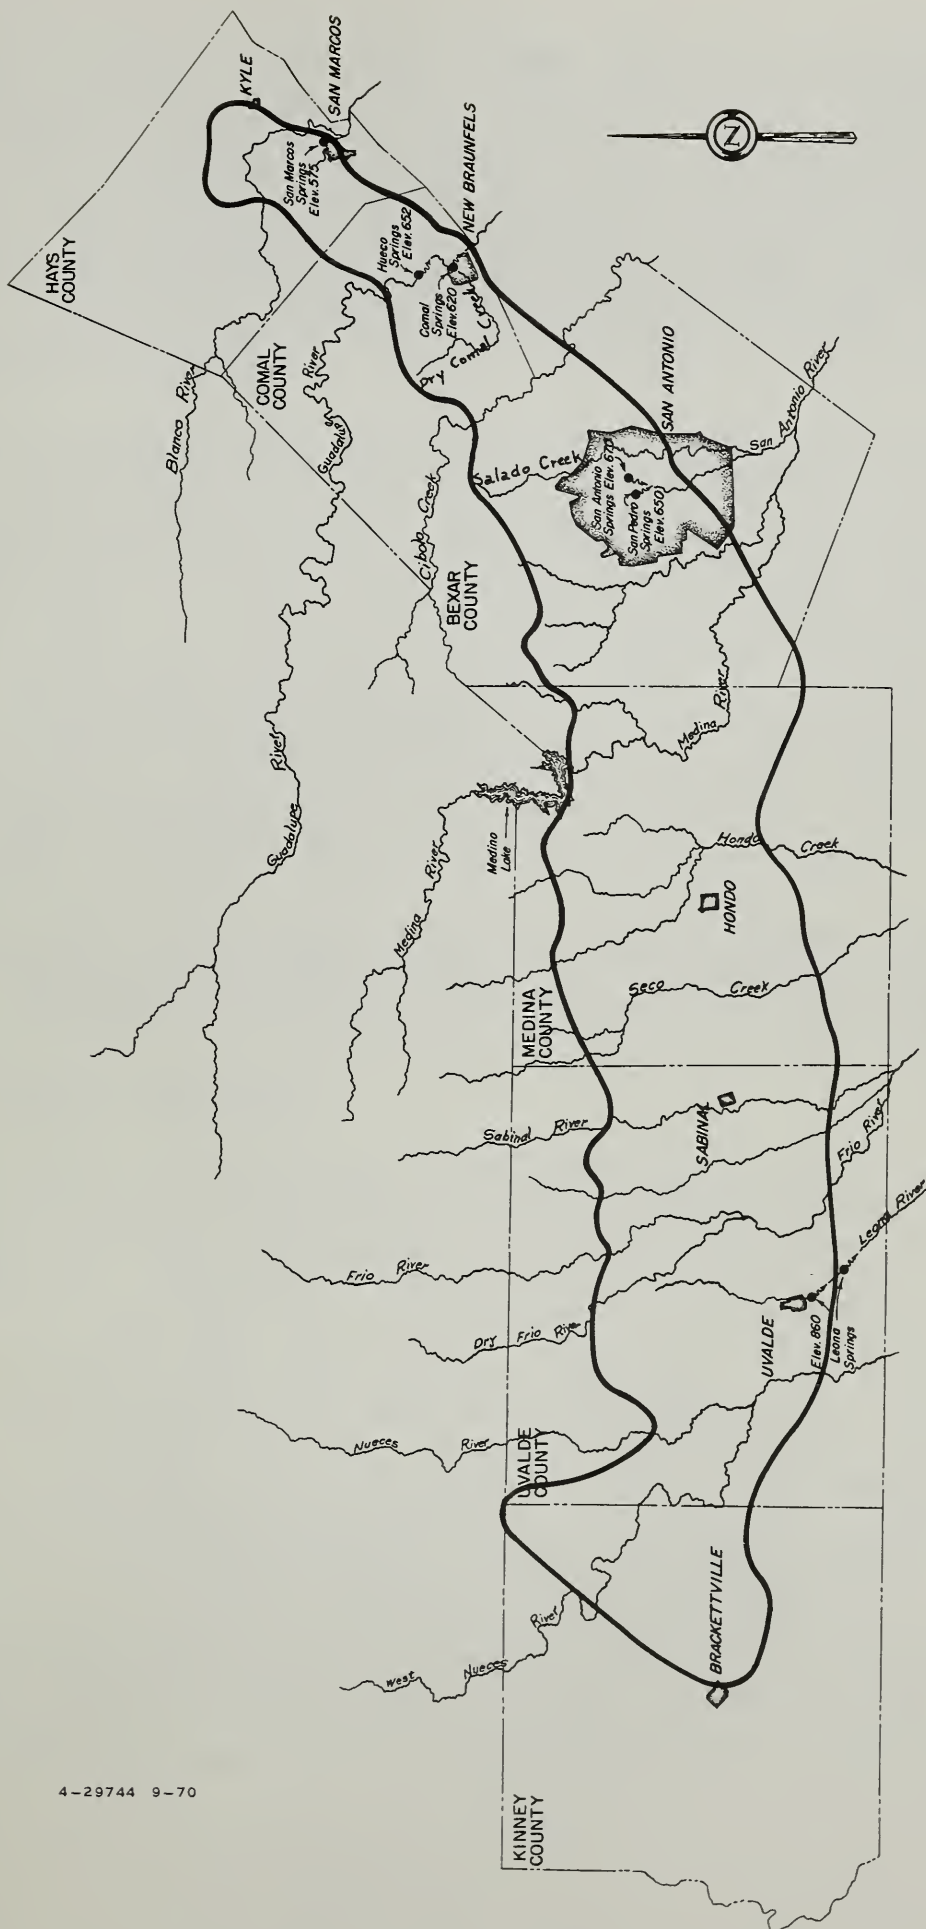 HAYS
COUNTY
KYLE
SAN MARCOS
San Marcos
Springs
Elev. 575
NEW BRAUNFELS
Hueco
Springs
Elev. 652
Comal
Springs
Elev. 620
Dry Comal Creek
COMAL
COUNTY
Blanco River
Guadalupe River
Cibolo Creek
Salado Creek
SAN ANTONIO
San Antonio
Springs
San Pedro
Springs
Elev. 650
San Antonio River
BEXAR
COUNTY
Guadalupe River
Medina River
Medina River
Medina
Lake
Hondo Creek
HONDO
Seco Creek
MEDINA
COUNTY
Sabinal River
SABINAL
Frio River
Frio River
Leona River
Dry Frio River
UVALDE
Elev. 860
Leona
Springs
Nueces River
UVALDE
COUNTY
West Nueces River
BRACKETTVILLE
KINNEY
COUNTY
N
4-29744 9-70